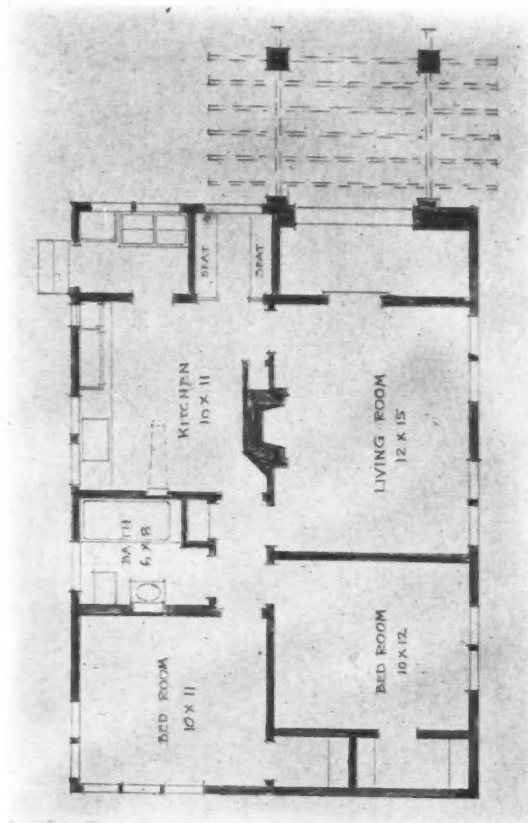 SEAT
SEAT
KITCHEN
10 X 11
LIVING ROOM
12 X 15
BATH
6 X 8
BED ROOM
10 X 12
BED ROOM
10 X 11